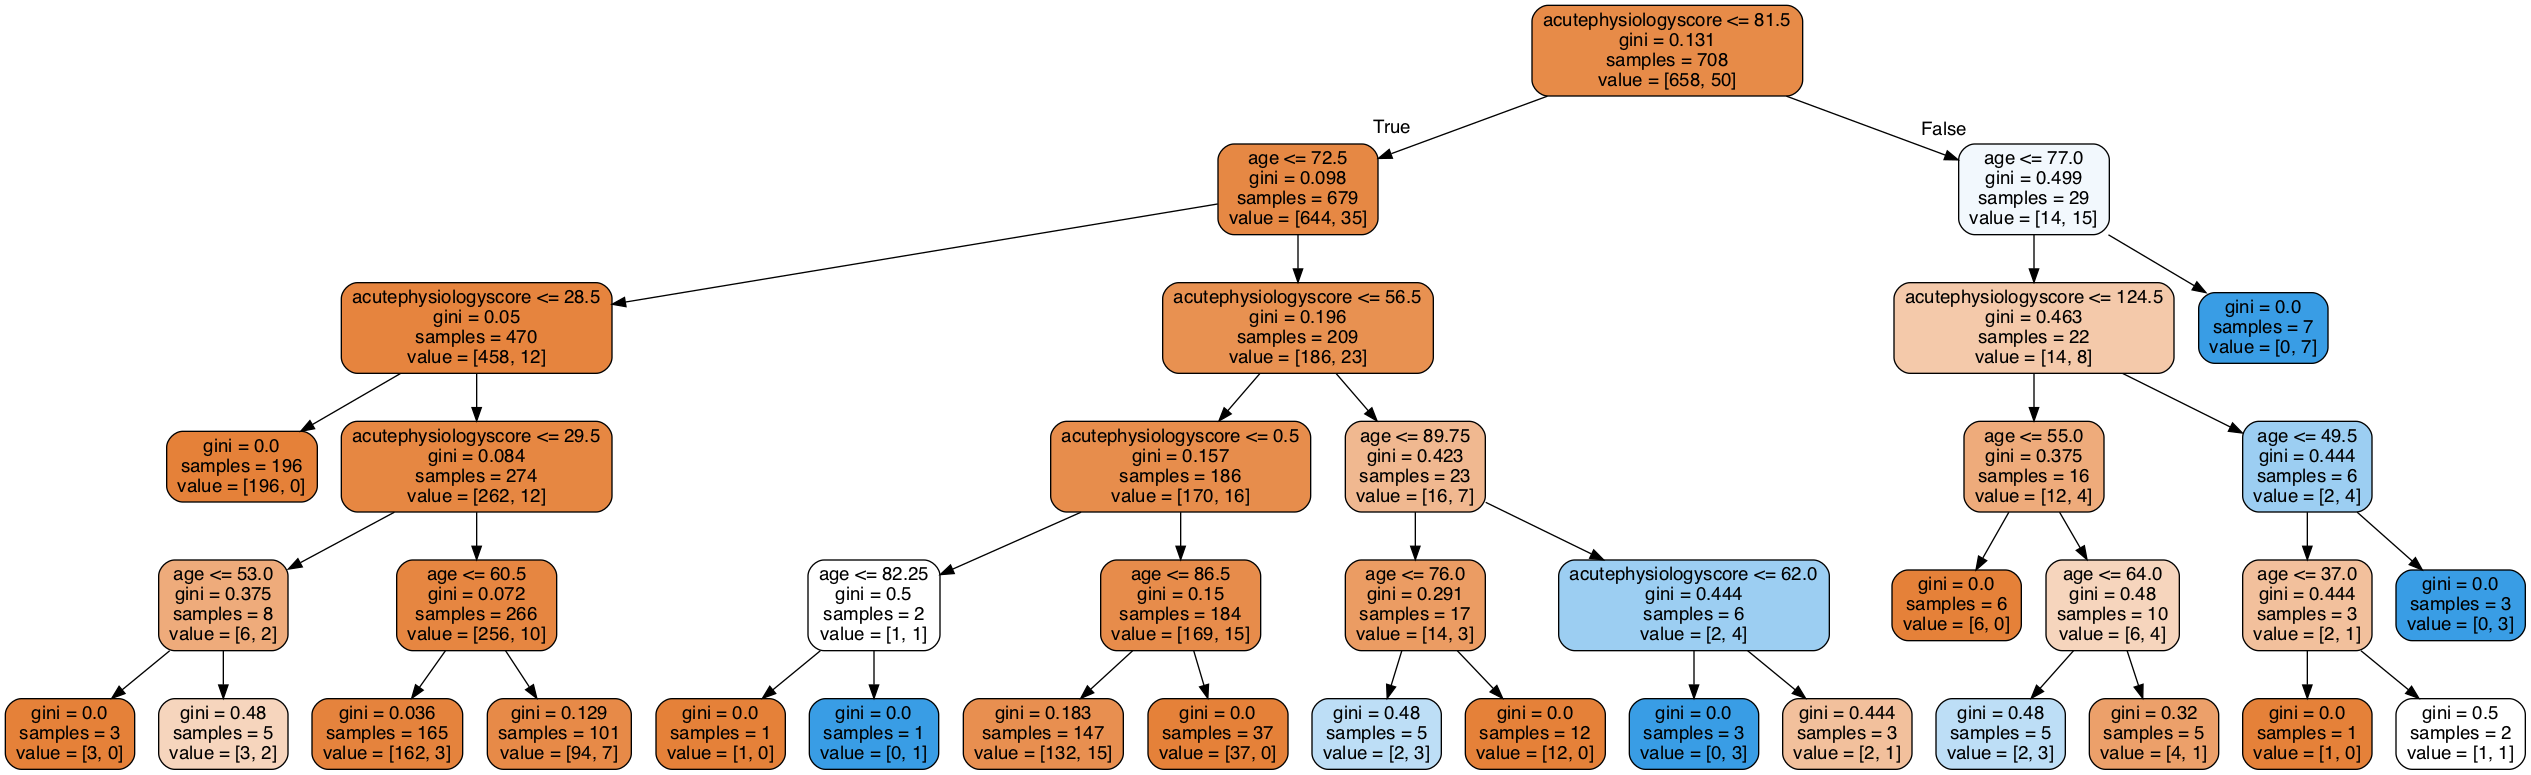 acutephysiologyscore <= 81.5
gini = 0.131
samples = 708
value = [658, 50]
True
False
age <= 72.5
gini = 0.098
samples = 679
value = [644, 35]
age <= 77.0
gini = 0.499
samples = 29
value = [14, 15]
acutephysiologyscore <= 28.5
gini = 0.05
samples = 470
value = [458, 12]
acutephysiologyscore <= 56.5
gini = 0.196
samples = 209
value = [186, 23]
acutephysiologyscore <= 124.5
gini = 0.463
samples = 22
value = [14, 8]
gini = 0.0
samples = 7
value = [0, 7]
gini = 0.0
samples = 196
value = [196, 0]
acutephysiologyscore <= 29.5
gini = 0.084
samples = 274
value = [262, 12]
acutephysiologyscore <= 0.5
gini = 0.157
samples = 186
value = [170, 16]
age <= 89.75
gini = 0.423
samples = 23
value = [16, 7]
age <= 55.0
gini = 0.375
samples = 16
value = [12, 4]
age <= 49.5
gini = 0.444
samples = 6
value = [2, 4]
age <= 53.0
gini = 0.375
samples = 8
value = [6, 2]
age <= 60.5
gini = 0.072
samples = 266
value = [256, 10]
age <= 82.25
gini = 0.5
samples = 2
value = [1, 1]
age <= 86.5
gini = 0.15
samples = 184
value = [169, 15]
age <= 76.0
gini = 0.291
samples = 17
value = [14, 3]
acutephysiologyscore <= 62.0
gini = 0.444
samples = 6
value = [2, 4]
gini = 0.0
samples = 6
value = [6, 0]
age <= 64.0
gini = 0.48
samples = 10
value = [6, 4]
age <= 37.0
gini = 0.444
samples = 3
value = [2, 1]
gini = 0.0
samples = 3
value = [0, 3]
gini = 0.0
samples = 3
value = [3, 0]
gini = 0.48
samples = 5
value = [3, 2]
gini = 0.036
samples = 165
value = [162, 3]
gini = 0.129
samples = 101
value = [94, 7]
gini = 0.0
samples = 1
value = [1, 0]
gini = 0.0
samples = 1
value = [0, 1]
gini = 0.183
samples = 147
value = [132, 15]
gini = 0.0
samples = 37
value = [37, 0]
gini = 0.48
samples = 5
value = [2, 3]
gini = 0.0
samples = 12
value = [12, 0]
gini = 0.0
samples = 3
value = [0, 3]
gini = 0.444
samples = 3
value = [2, 1]
gini = 0.48
samples = 5
value = [2, 3]
gini = 0.32
samples = 5
value = [4, 1]
gini = 0.0
samples = 1
value = [1, 0]
gini = 0.5
samples = 2
value = [1, 1]